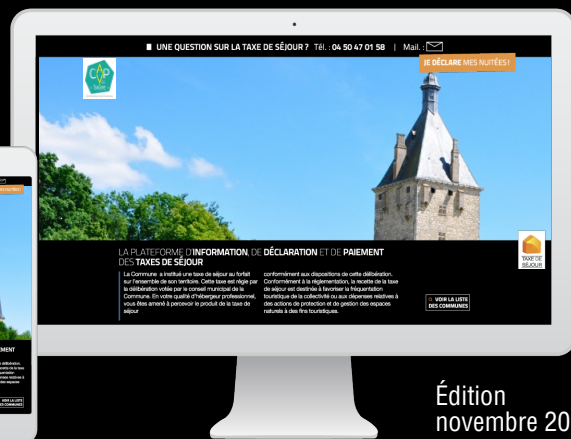 UNE QUESTION SUR LA TAXE DE SÉJOUR ? Tél. : 04 50 47 01 58 | Mail. :
JE DÉCLARE MES NUITÉES !
CAP
TAXE DE
SÉJOUR
LA PLATEFORME D'INFORMATION, DE DÉCLARATION ET DE PAIEMENT
DES TAXES DE SÉJOUR
La Commune a institué une taxe de séjour au forfait
sur l'ensemble de son territoire. Cette taxe est régie par
la délibération votée par le conseil municipal de la
Commune. En votre qualité d'hébergeur professionnel,
vous êtes amené à percevoir le produit de la taxe de
séjour
conformément aux dispositions de cette délibération.
Conformément à la réglementation, la recette de la taxe
de séjour est destinée à favoriser la fréquentation
touristique de la collectivité ou aux dépenses relatives à
des actions de protection et de gestion des espaces
naturels à des fins touristiques.
VOIR LA LISTE
DES COMMUNES
VOIR LA LISTE
DES COMMUNES
Édition
novembre 20